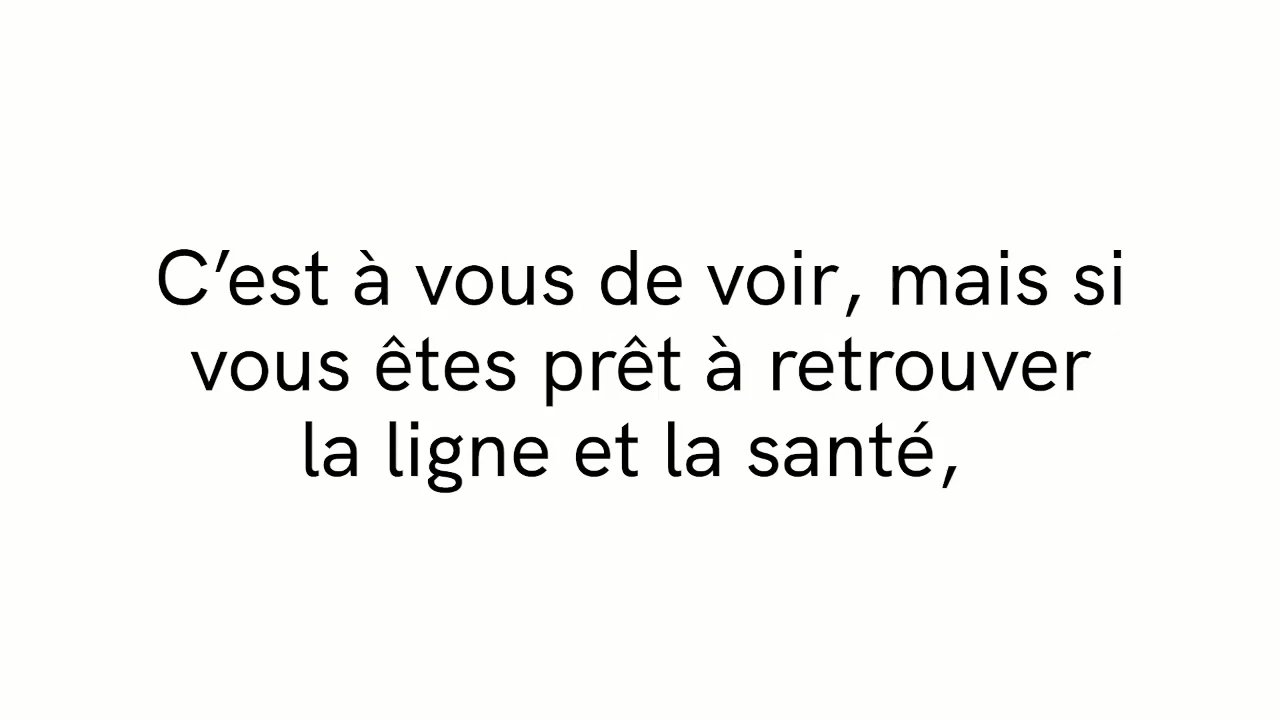 C’est à vous de voir, mais si
vous êtes prêt à retrouver
la ligne et la santé,